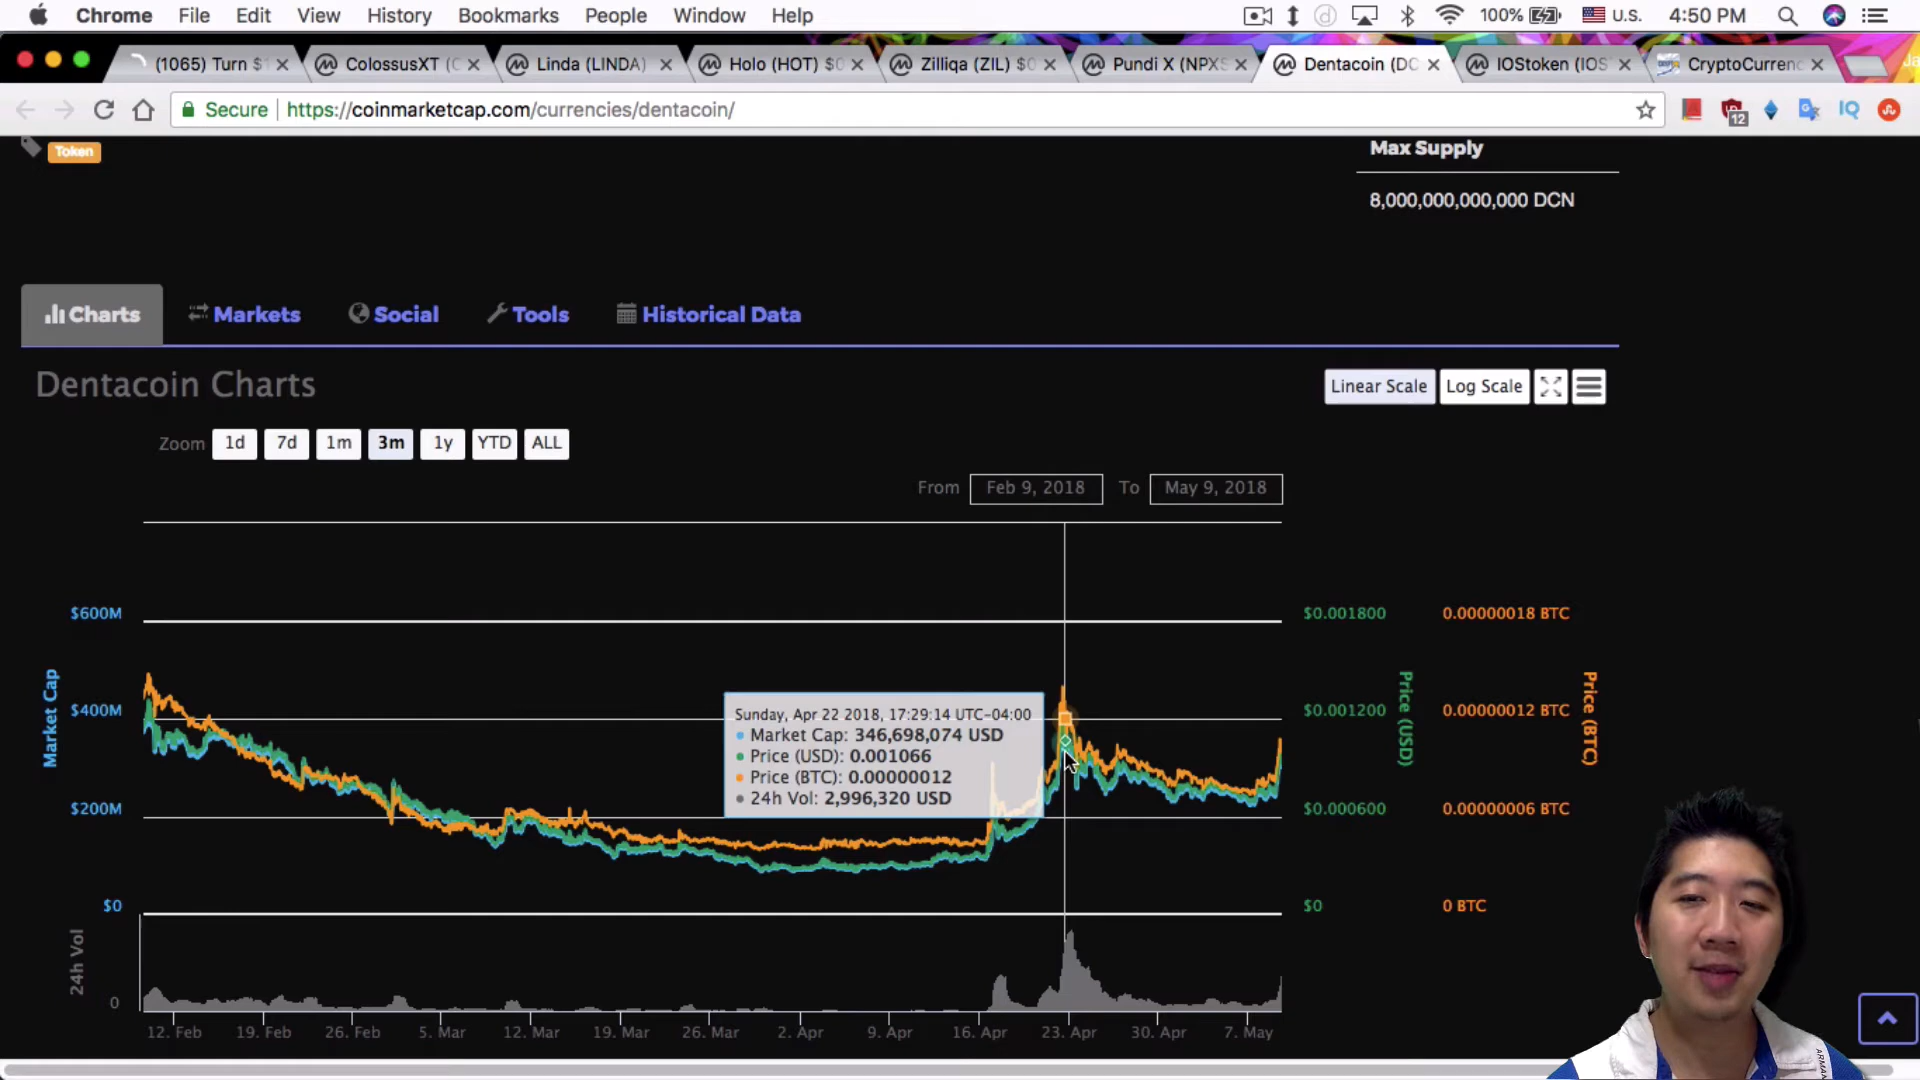 Chrome File Edit View History Bookmarks People Window Help 100% U.S. 4:50 PM
(1065) Turn $1 ColossusXT (C Linda (LINDA) Holo (HOT) $0 Zilliqa (ZIL) $0 Pundi X (NPXS Dentacoin (DC IOStoken (IOS CryptoCurrenc Ja
Secure https://coinmarketcap.com/currencies/dentacoin/ 12 IQ
Token
Max Supply
8,000,000,000,000 DCN
Charts Markets Social Tools Historical Data
Dentacoin Charts
Linear Scale Log Scale
Zoom 1d 7d 1m 3m 1y YTD ALL
From Feb 9, 2018 To May 9, 2018
$600M $0.001800 0.00000018 BTC
$400M $0.001200 0.00000012 BTC
$200M $0.000600 0.00000006 BTC
$0 $0 0 BTC
Market Cap
Price (USD)
Price (BTC)
Sunday, Apr 22 2018, 17:29:14 UTC-04:00
Market Cap: 346,698,074 USD
Price (USD): 0.001066
Price (BTC): 0.00000012
24h Vol: 2,996,320 USD
24h Vol
0
12. Feb 19. Feb 26. Feb 5. Mar 12. Mar 19. Mar 26. Mar 2. Apr 9. Apr 16. Apr 23. Apr 30. Apr 7. May
ARMAN